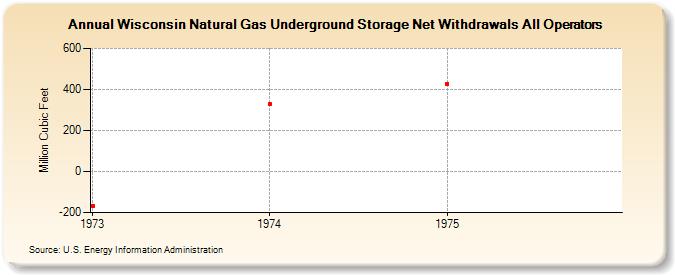 Annual Wisconsin Natural Gas Underground Storage Net Withdrawals All Operators
Million Cubic Feet
600
400
200
0
-200
1973 1974 1975
Source: U.S. Energy Information Administration